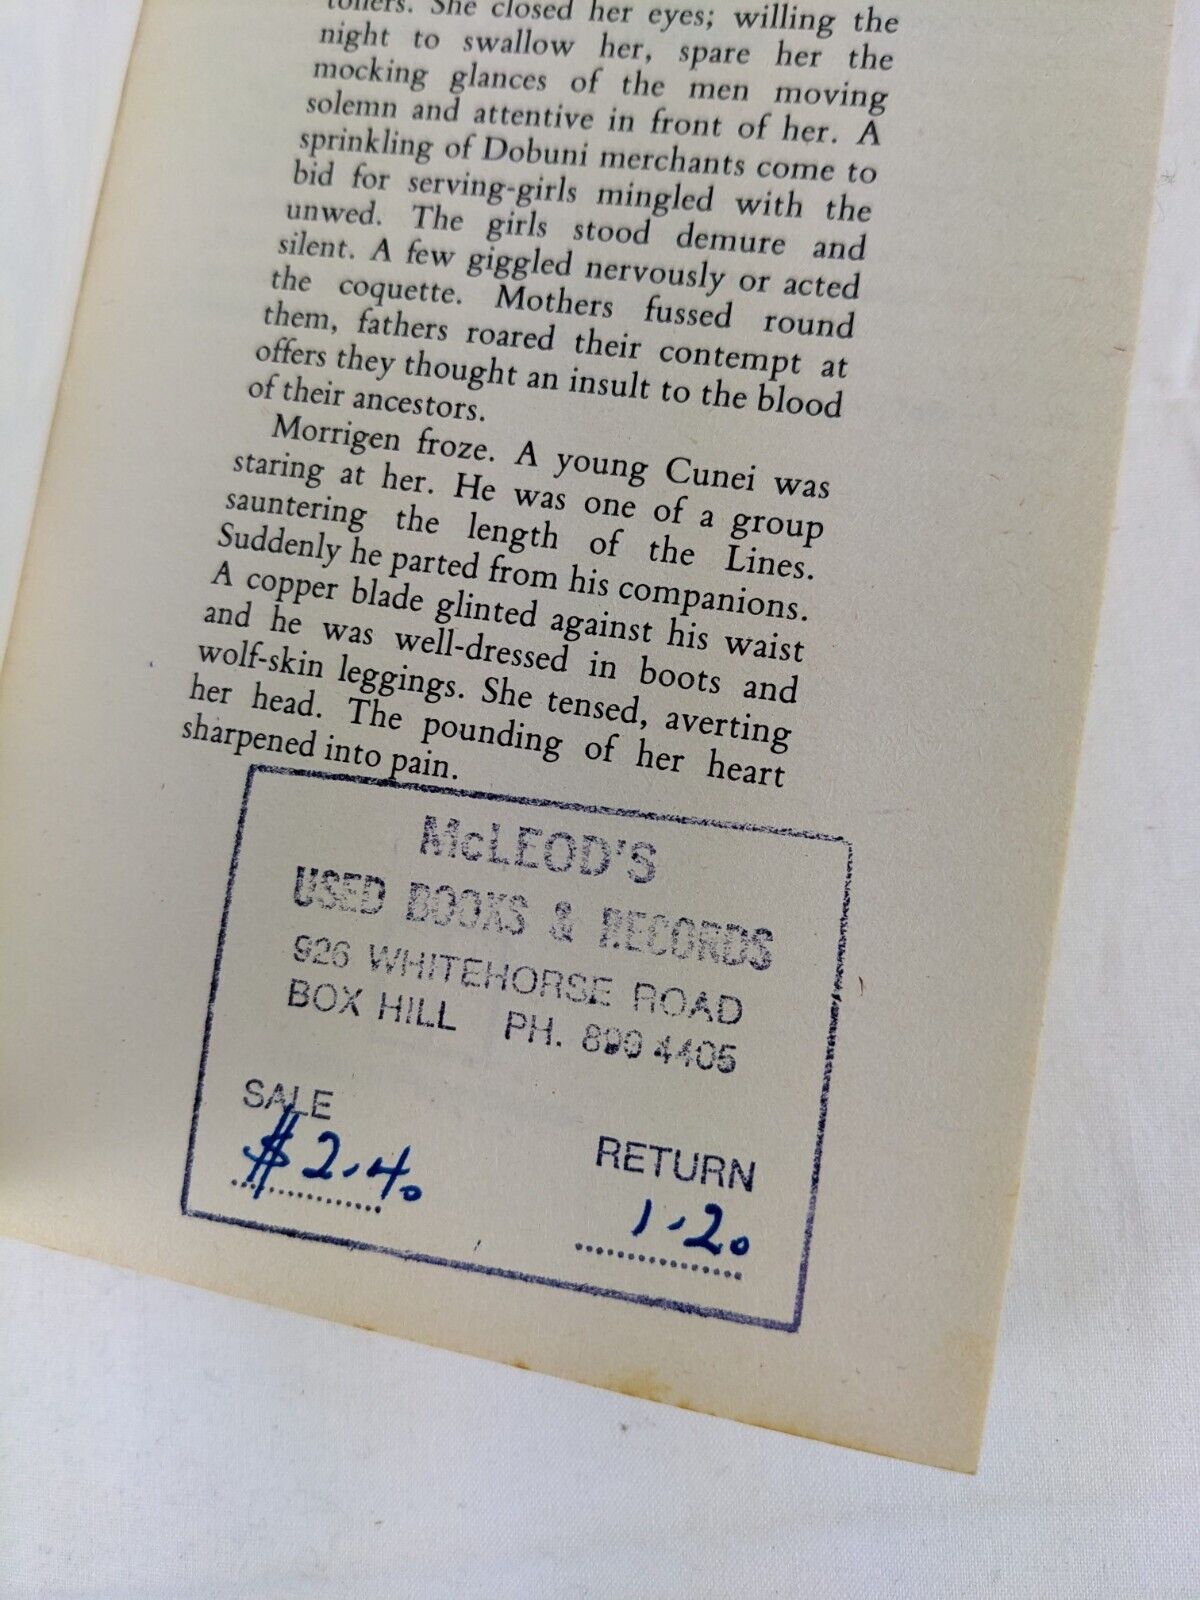 She closed her eyes; willing the
night to swallow her, spare her the
mocking glances of the men moving
solemn and attentive in front of her. A
sprinkling of Dobuni merchants come to
bid for serving-girls mingled with the
unwed. The girls stood demure and
silent. A few giggled nervously or acted
the coquette. Mothers fussed round
them, fathers roared their contempt at
offers they thought an insult to the blood
of their ancestors.
Morrigen froze. A young Cunei was
staring at her. He was one of a group
sauntering the length of the Lines.
Suddenly he parted from his companions.
A copper blade glinted against his waist
and he was well-dressed in boots and
wolf-skin leggings. She tensed, averting
her head. The pounding of her heart
sharpened into pain.
McLEOD'S
USED BOOKS & RECORDS
926 WHITEHORSE ROAD
BOX HILL PH. 890 4405
SALE RETURN
$2.40 1.20